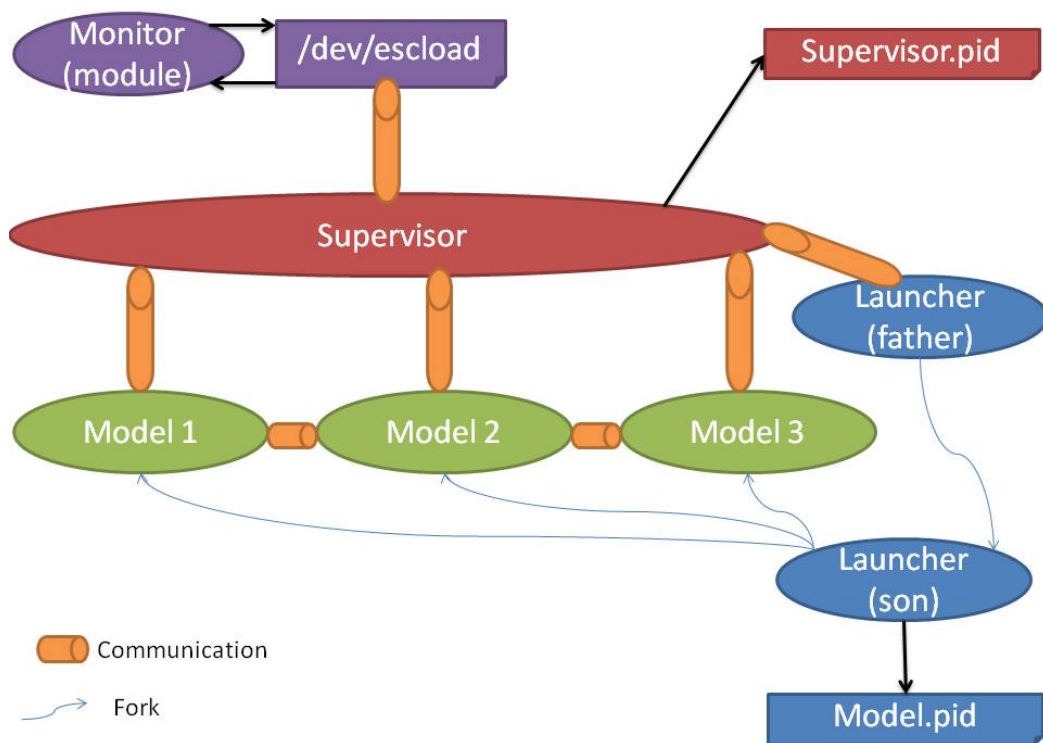 Monitor
(module)
/dev/escload
Supervisor.pid
Supervisor
Launcher
(father)
Model 1
Model 2
Model 3
Launcher
(son)
Communication
Fork
Model.pid